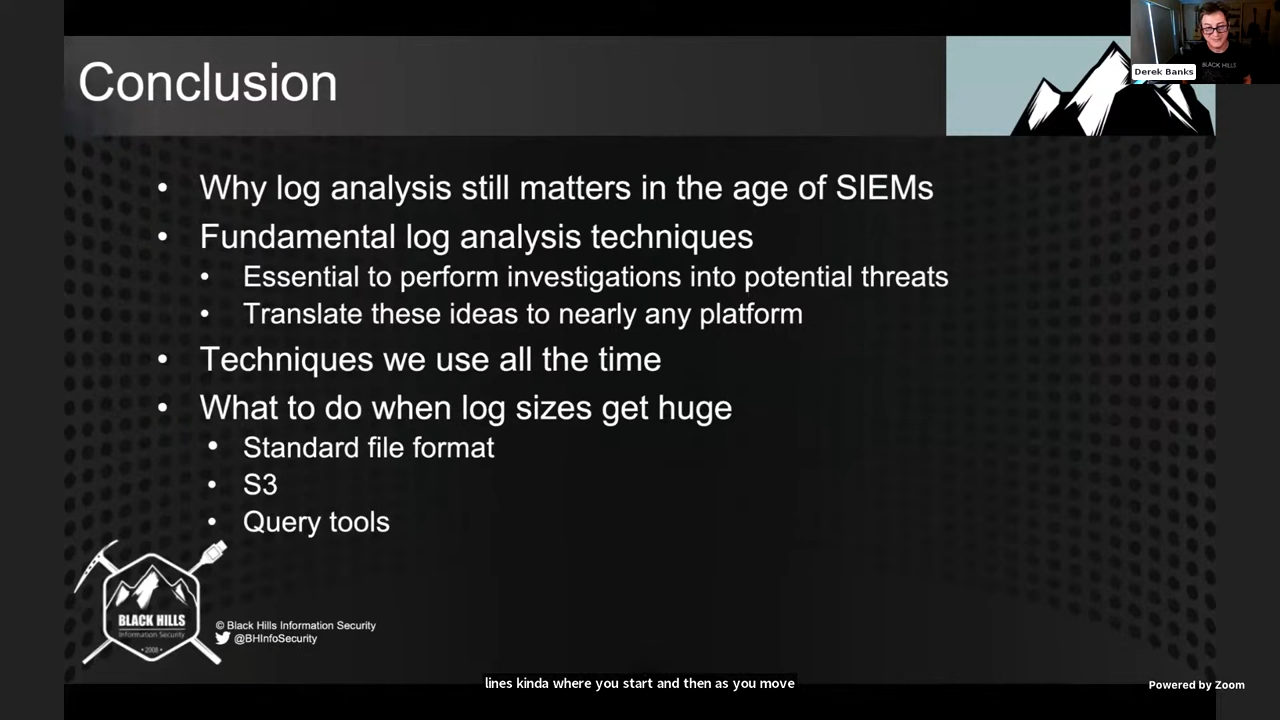 Conclusion
BLACK HILLS
Derek Banks
• Why log analysis still matters in the age of SIEMs
• Fundamental log analysis techniques
• Essential to perform investigations into potential threats
• Translate these ideas to nearly any platform
• Techniques we use all the time
• What to do when log sizes get huge
• Standard file format
• S3
• Query tools
BLACK HILLS
Information Security
• 2008 •
© Black Hills Information Security
@BHInfoSecurity
lines kinda where you start and then as you move
Powered by Zoom